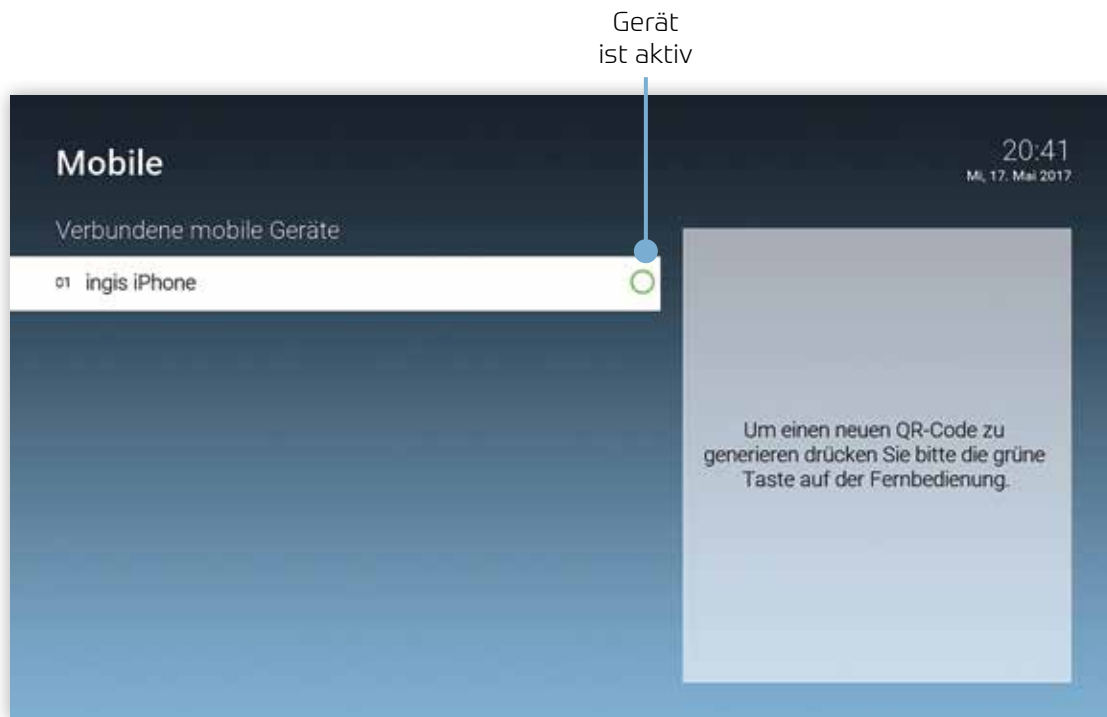 Gerät
ist aktiv
Mobile
20:41
Mi, 17. Mai 2017
Verbundene mobile Geräte
01 ingis iPhone
Um einen neuen QR-Code zu
generieren drücken Sie bitte die grüne
Taste auf der Fernbedienung.